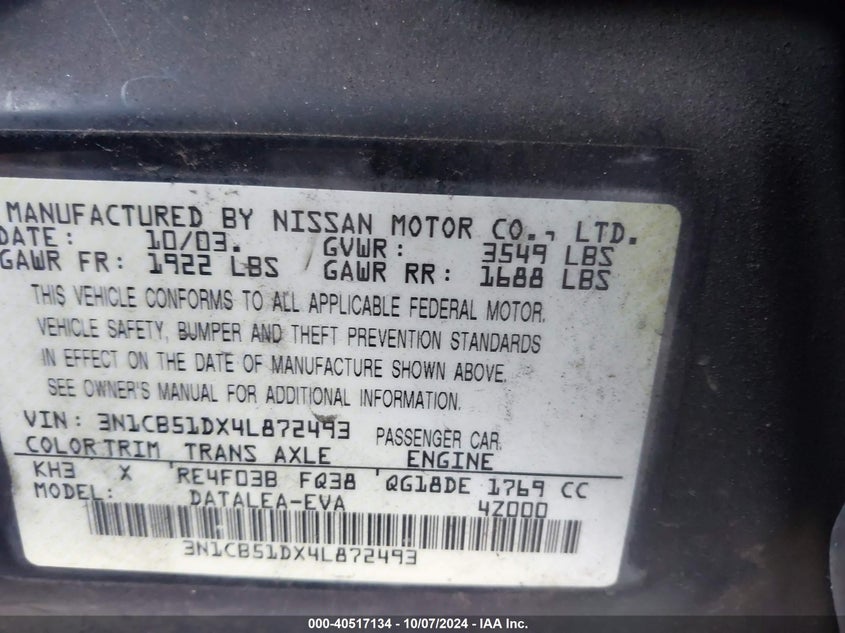 MANUFACTURED BY NISSAN MOTOR CO., LTD.
DATE: 10/03. GVWR: 3549 LBS
GAWR FR: 1922 LBS GAWR RR: 1688 LBS
THIS VEHICLE CONFORMS TO ALL APPLICABLE FEDERAL MOTOR.
VEHICLE SAFETY, BUMPER AND THEFT PREVENTION STANDARDS
IN EFFECT ON THE DATE OF MANUFACTURE SHOWN ABOVE.
SEE OWNER'S MANUAL FOR ADDITIONAL INFORMATION.
VIN: 3N1CB51DX4L872493 PASSENGER CAR.
COLOR TRIM TRANS AXLE ENGINE
KH3 X RE4F03B FQ38 QG18DE 1769 CC
MODEL: DATALEA-EVA 4Z000
3N1CB51DX4L872493
000-40517134 - 10/07/2024 - IAA Inc.